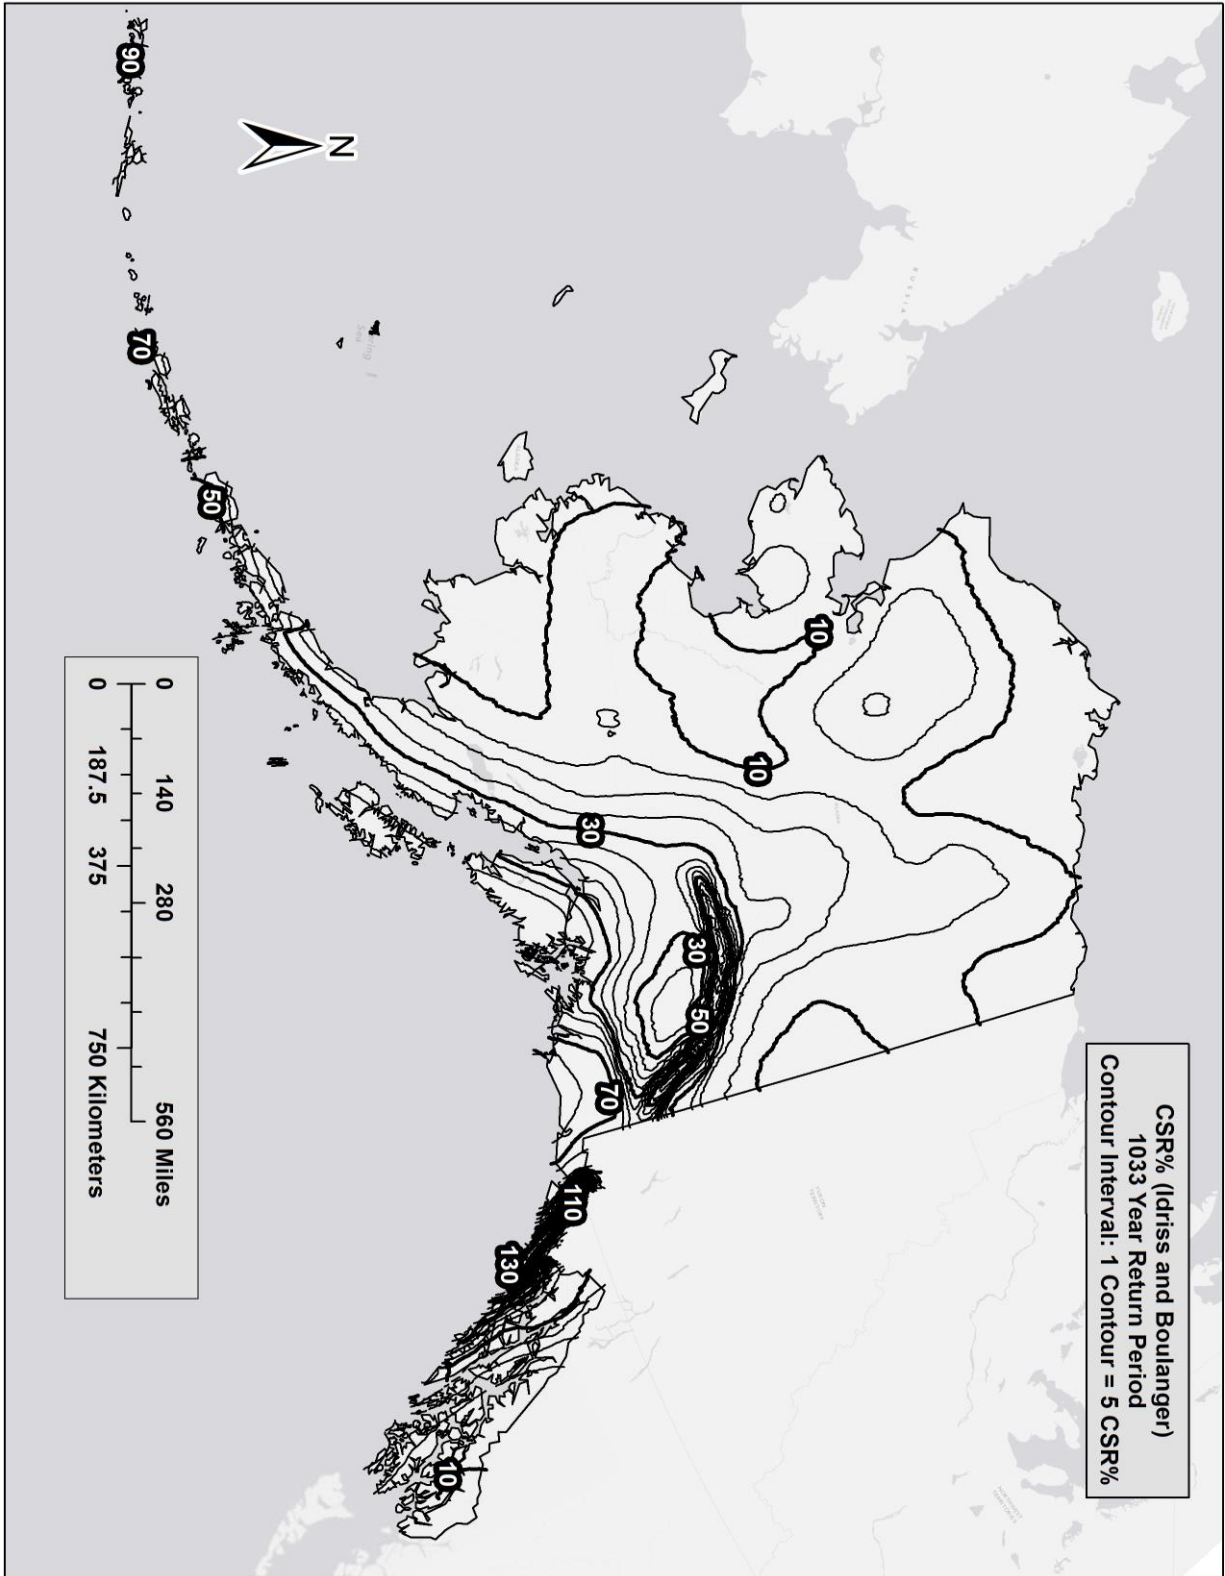 CSR% (Idriss and Boulanger)
1033 Year Return Period
Contour Interval: 1 Contour = 5 CSR%
RUSSIA
10
10
30
30
50
70
110
130
10
50
70
90
N
0 140 280 560 Miles
0 187.5 375 750 Kilometers